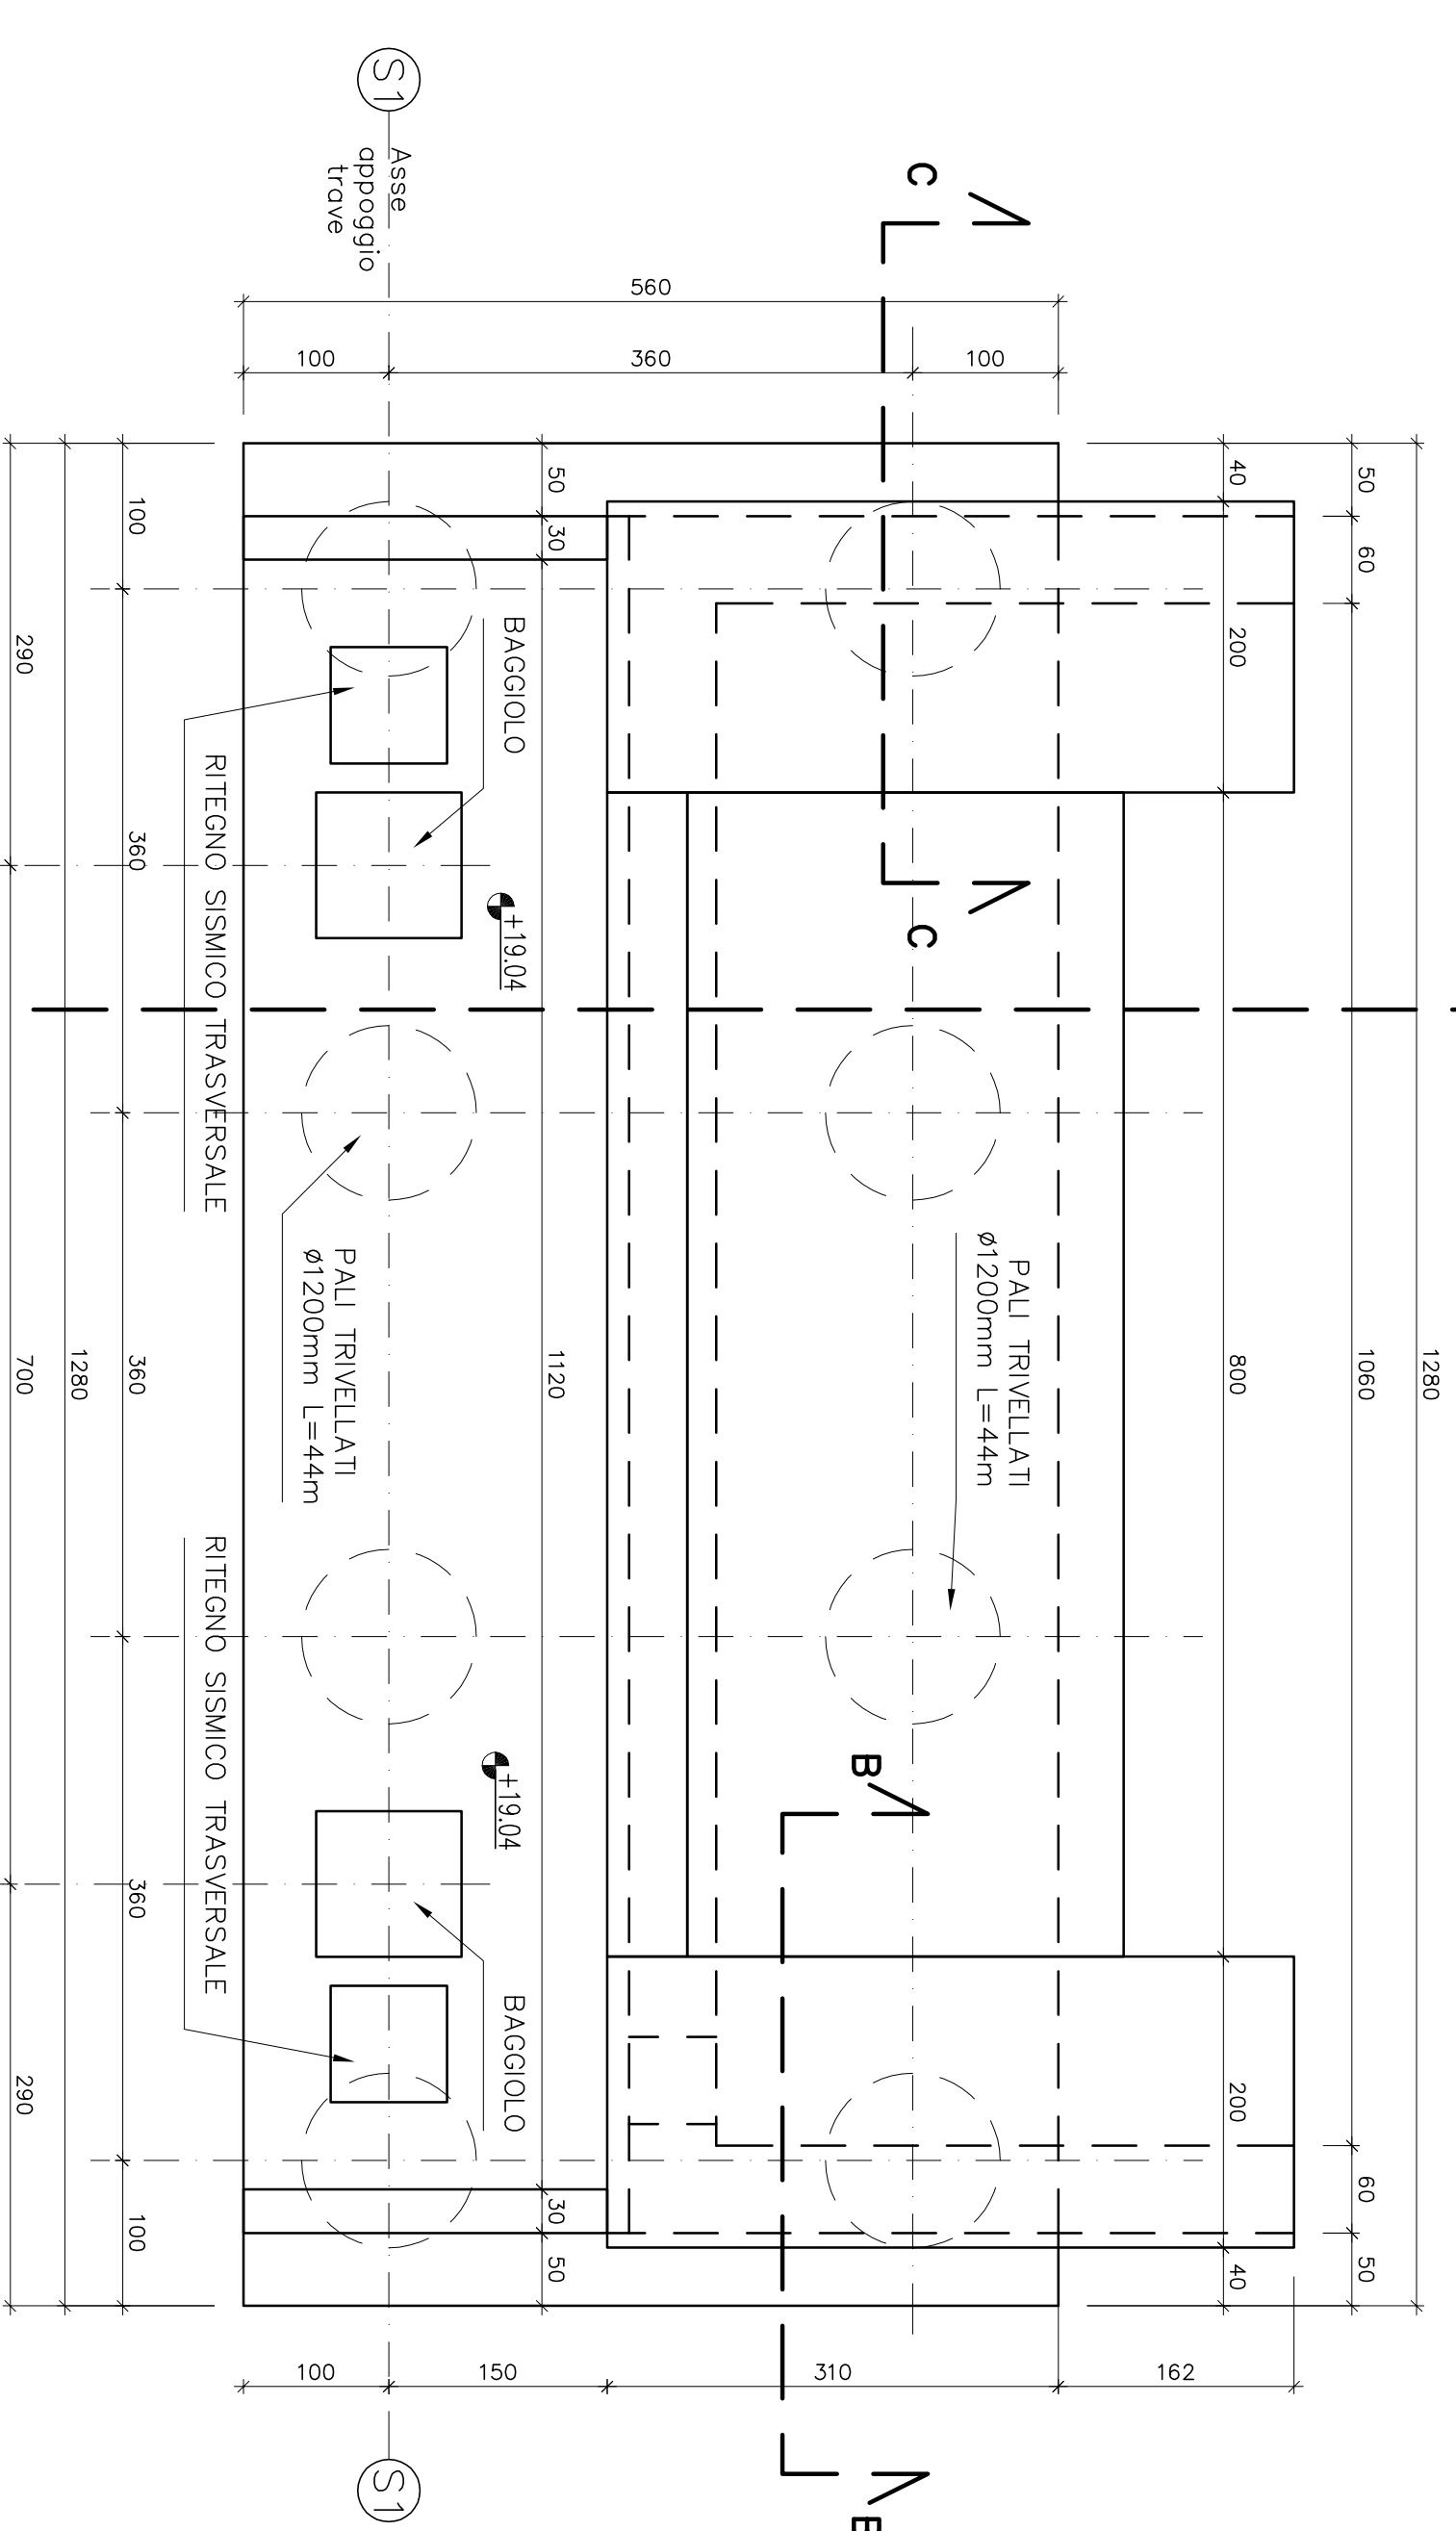 S1
Asse
appoggio
trave
C
C
560
100
360
100
1280
50
60
1060
60
50
40
200
800
200
40
PALI TRIVELLATI
ø1200mm L=44m
B
50
30
1120
30
50
BAGGIOLO
+19.04
+19.04
BAGGIOLO
PALI TRIVELLATI
ø1200mm L=44m
RITEGNO SISMICO TRASVERSALE
RITEGNO SISMICO TRASVERSALE
100
360
360
360
100
1280
290
700
290
100
150
310
162
S1